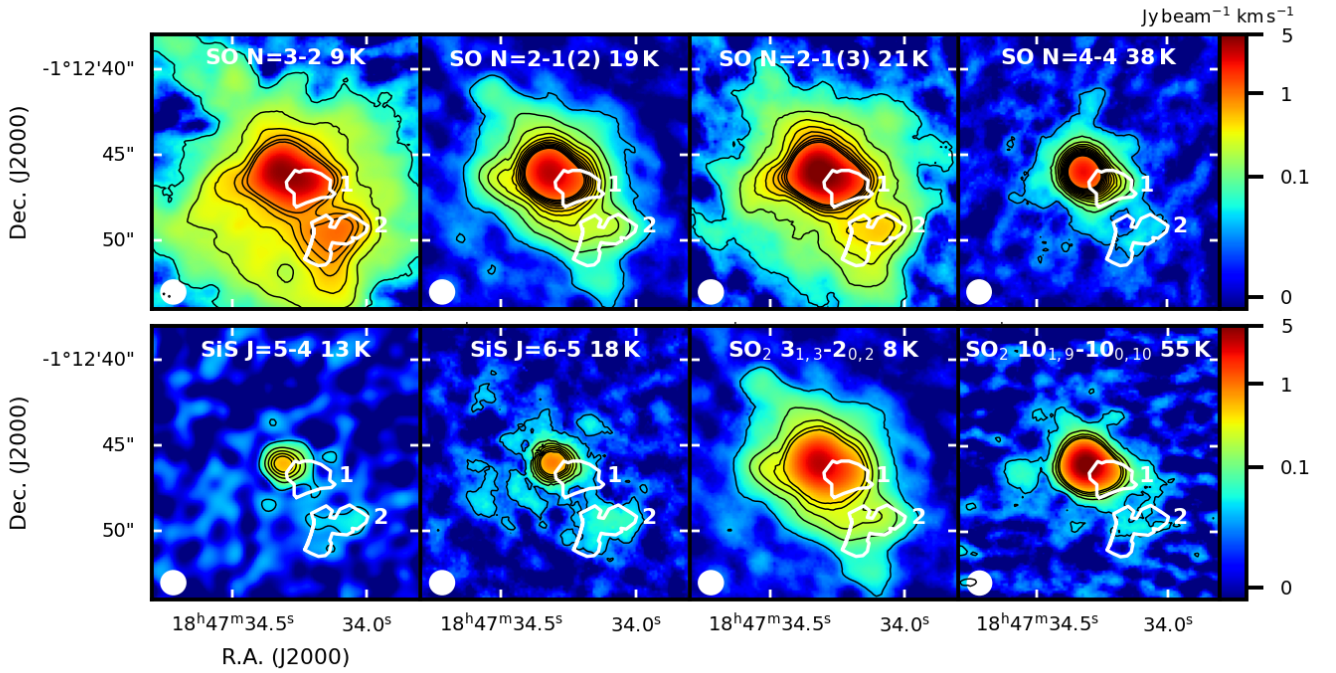 Jy beam⁻¹ km s⁻¹
SO N=3-2 9 K
SO N=2-1(2) 19 K
SO N=2-1(3) 21 K
SO N=4-4 38 K
5
1
0.1
0
-1°12'40"
45"
50"
Dec. (J2000)
1
2
1
2
1
2
1
2
SiS J=5-4 13 K
SiS J=6-5 18 K
SO₂ 3₁,₃-2₀,₂ 8 K
SO₂ 10₁,₉-10₀,₁₀ 55 K
5
1
0.1
0
-1°12'40"
45"
50"
Dec. (J2000)
1
2
1
2
1
2
1
2
18ʰ47ᵐ34.5ˢ 34.0ˢ 18ʰ47ᵐ34.5ˢ 34.0ˢ 18ʰ47ᵐ34.5ˢ 34.0ˢ 18ʰ47ᵐ34.5ˢ 34.0ˢ
R.A. (J2000)